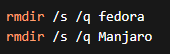 rmdir /s /q fedora
rmdir /s /q Manjaro